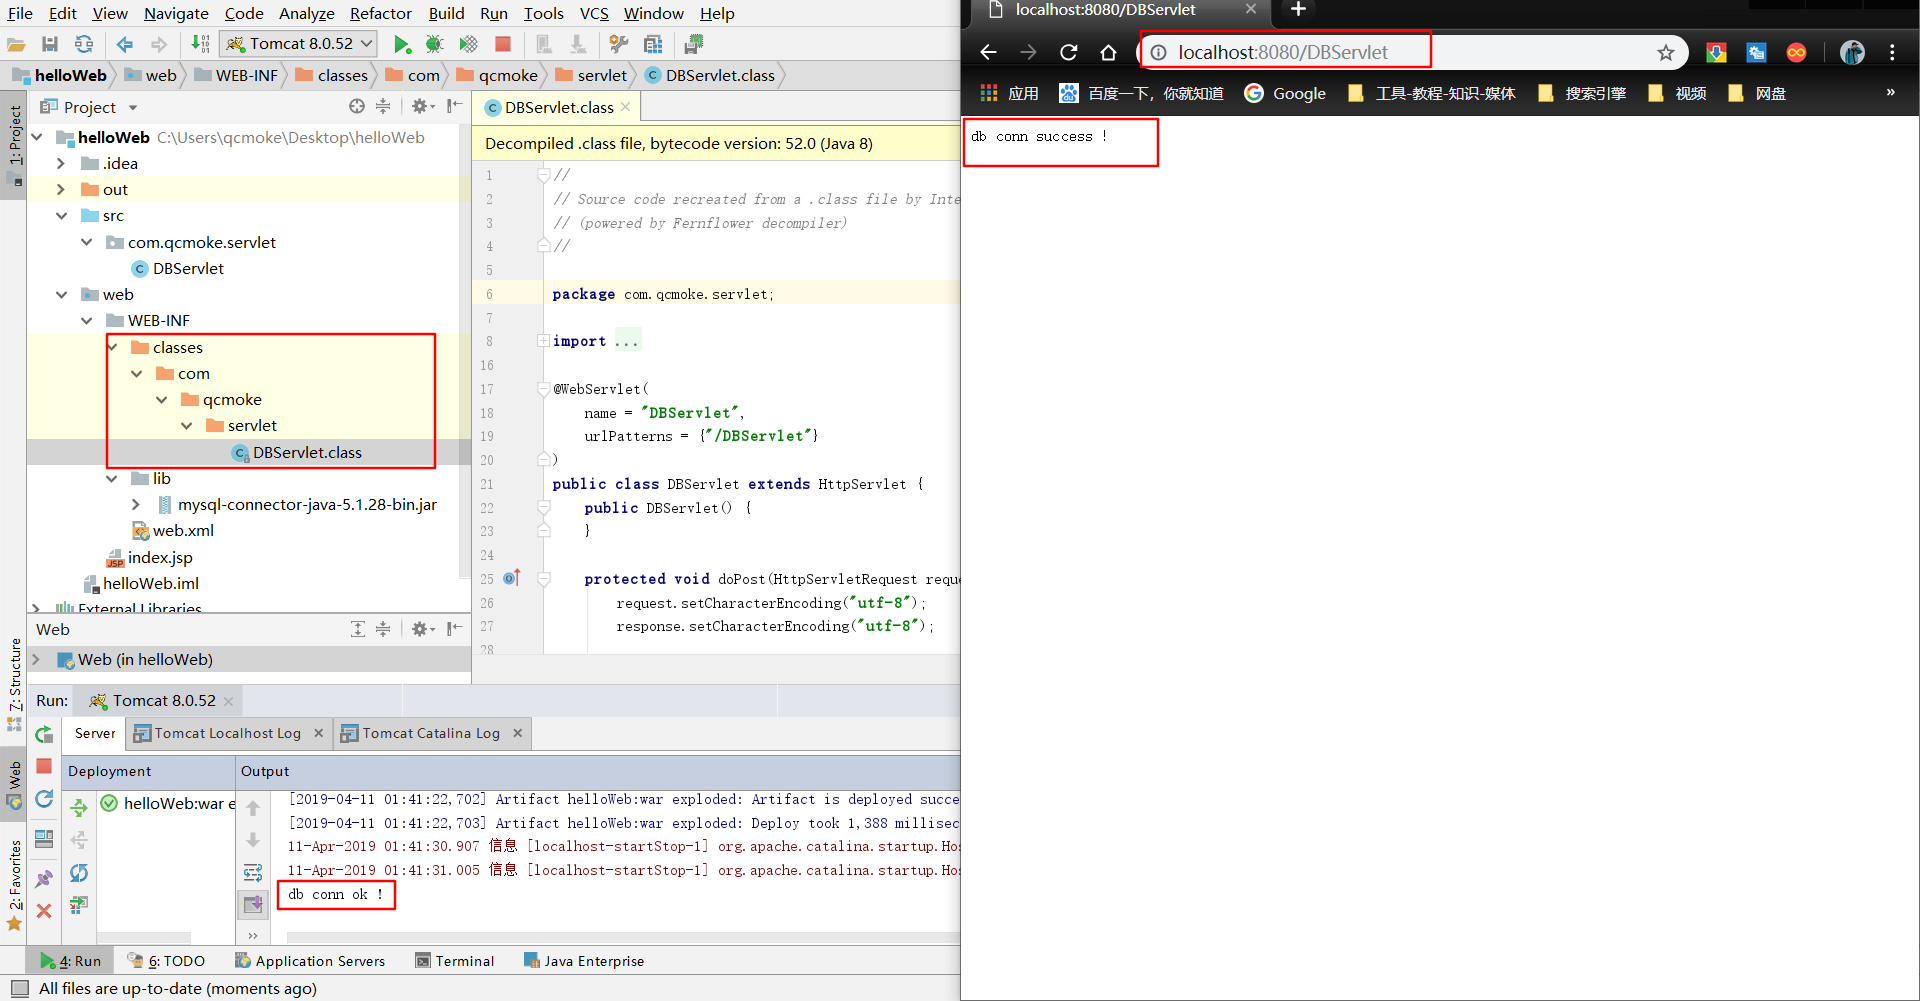 File Edit View Navigate Code Analyze Refactor Build Run Tools VCS Window Help
Tomcat 8.0.52
helloWeb web WEB-INF classes com qcmoke servlet DBServlet.class
1: Project
7: Structure
Web
2: Favorites
Project
helloWeb C:\Users\qcmoke\Desktop\helloWeb
.idea
out
src
com.qcmoke.servlet
DBServlet
web
WEB-INF
classes
com
qcmoke
servlet
DBServlet.class
lib
mysql-connector-java-5.1.28-bin.jar
web.xml
index.jsp
helloWeb.iml
External Libraries
Web
Web (in helloWeb)
DBServlet.class
Decompiled .class file, bytecode version: 52.0 (Java 8)
1 //
2 // Source code recreated from a .class file by Inte
3 // (powered by Fernflower decompiler)
4 //
5
6 package com.qcmoke.servlet;
7
8 import ...
16
17 @WebServlet(
18 name = "DBServlet",
19 urlPatterns = {"/DBServlet"}
20 )
21 public class DBServlet extends HttpServlet {
22 public DBServlet() {
23 }
24
25 protected void doPost(HttpServletRequest reque
26 request.setCharacterEncoding("utf-8");
27 response.setCharacterEncoding("utf-8");
28
Run: Tomcat 8.0.52
Server Tomcat Localhost Log Tomcat Catalina Log
Deployment Output
helloWeb:war e
[2019-04-11 01:41:22,702] Artifact helloWeb:war exploded: Artifact is deployed succe
[2019-04-11 01:41:22,703] Artifact helloWeb:war exploded: Deploy took 1,388 millisec
11-Apr-2019 01:41:30.907 信息 [localhost-startStop-1] org.apache.catalina.startup.Hos
11-Apr-2019 01:41:31.005 信息 [localhost-startStop-1] org.apache.catalina.startup.Hos
db conn ok !
4: Run 6: TODO Application Servers Terminal Java Enterprise
All files are up-to-date (moments ago)
localhost:8080/DBServlet
localhost:8080/DBServlet
应用 百度一下，你就知道 Google 工具-教程-知识-媒体 搜索引擎 视频 网盘 »
db conn success !